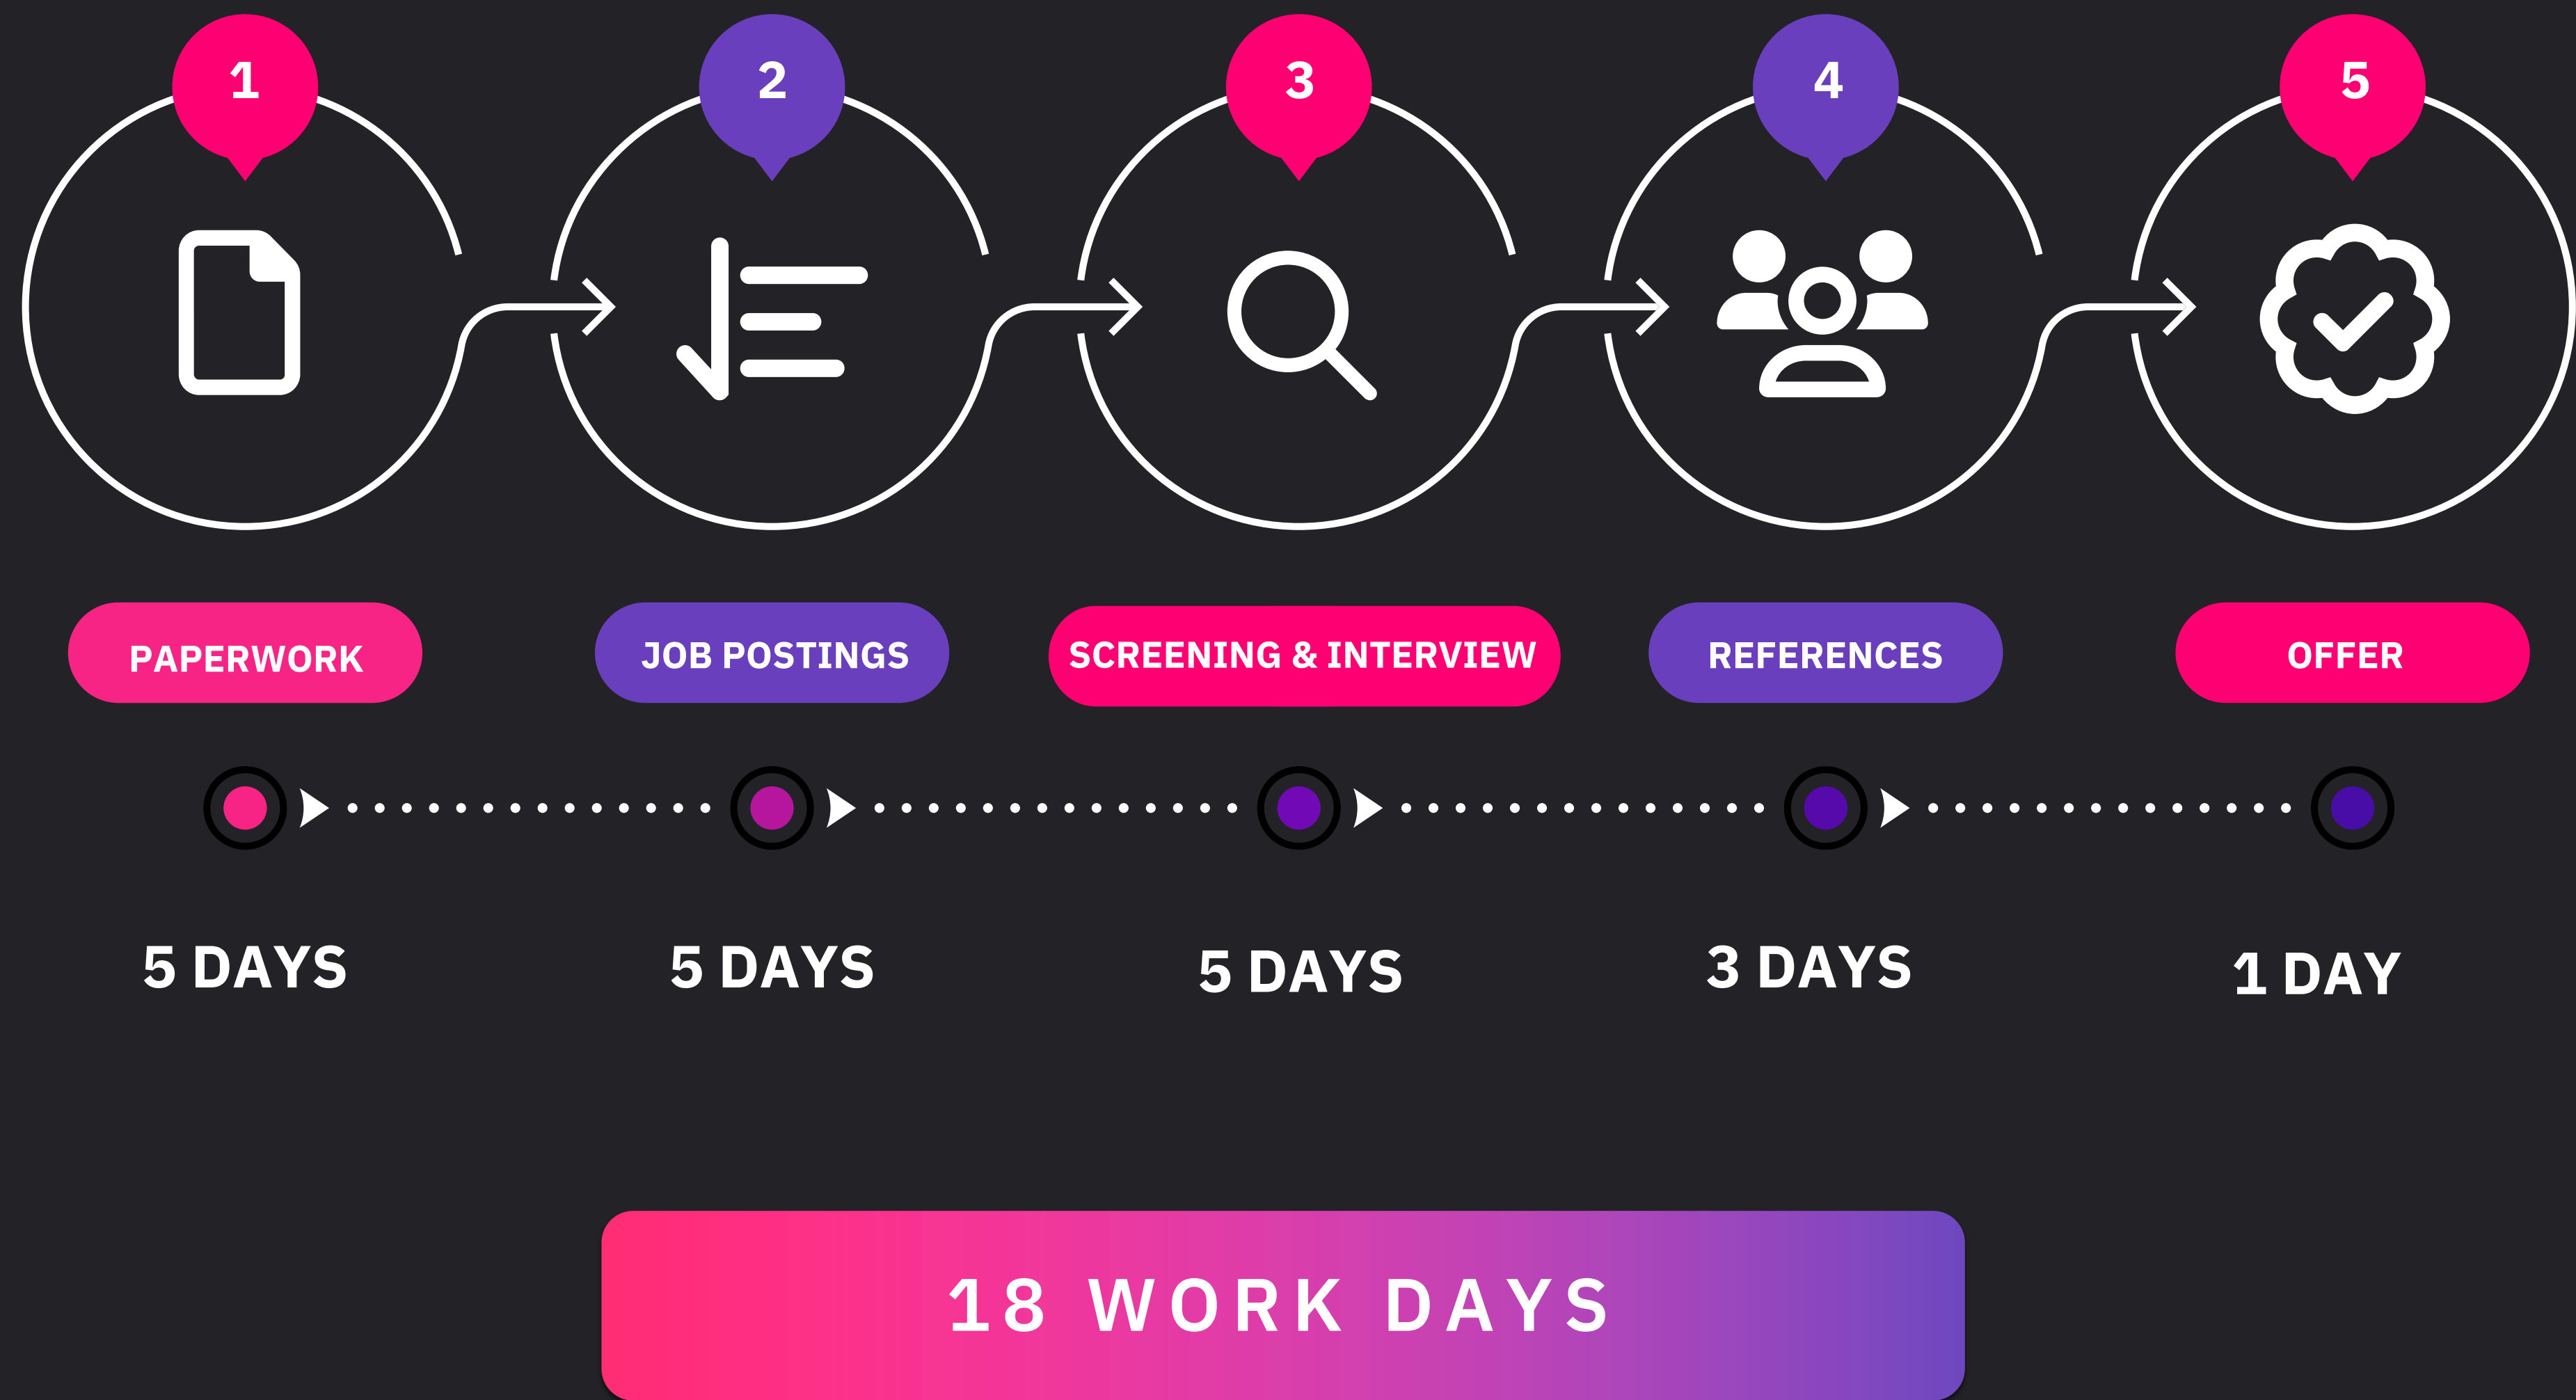 1
2
3
4
5
PAPERWORK
JOB POSTINGS
SCREENING & INTERVIEW
REFERENCES
OFFER
5 DAYS
5 DAYS
5 DAYS
3 DAYS
1 DAY
18 WORK DAYS